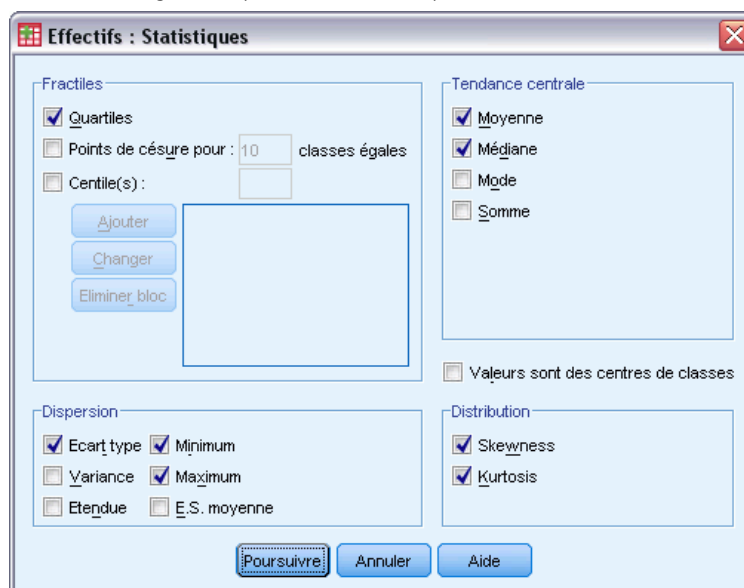 Effectifs : Statistiques
Fractiles
Quartiles
Points de césure pour : 10 classes égales
Centile(s) :
Ajouter
Changer
Eliminer bloc
Tendance centrale
Moyenne
Médiane
Mode
Somme
Valeurs sont des centres de classes
Dispersion
Ecart type Minimum
Variance Maximum
Etendue E.S. moyenne
Distribution
Skewness
Kurtosis
Poursuivre Annuler Aide